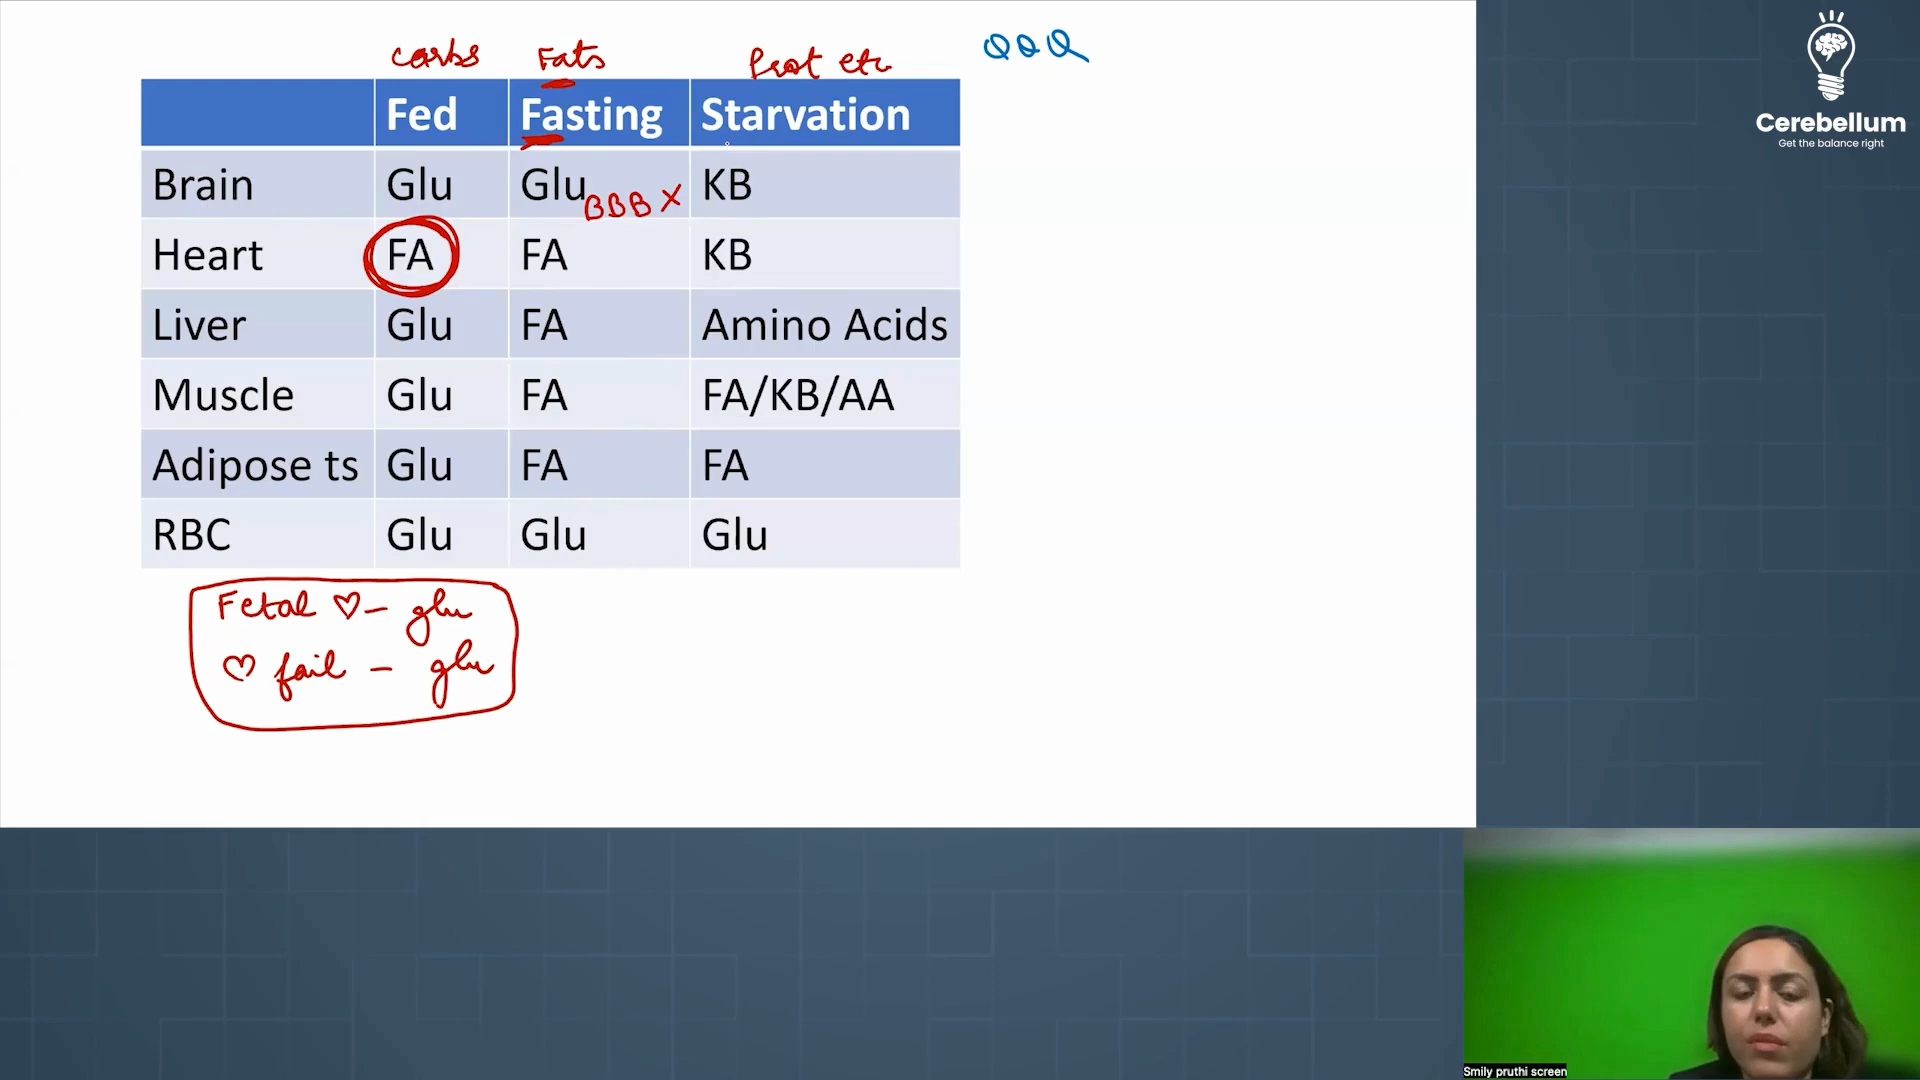 carbs Fats Prot etc QQQ
Fed Fasting Starvation
Brain Glu Glu KB
BBB X
Heart FA FA KB
Liver Glu FA Amino Acids
Muscle Glu FA FA/KB/AA
Adipose ts Glu FA FA
RBC Glu Glu Glu
Fetal ♡ – glu
♡ fail – glu
Cerebellum
Get the balance right
Smily pruthi screen